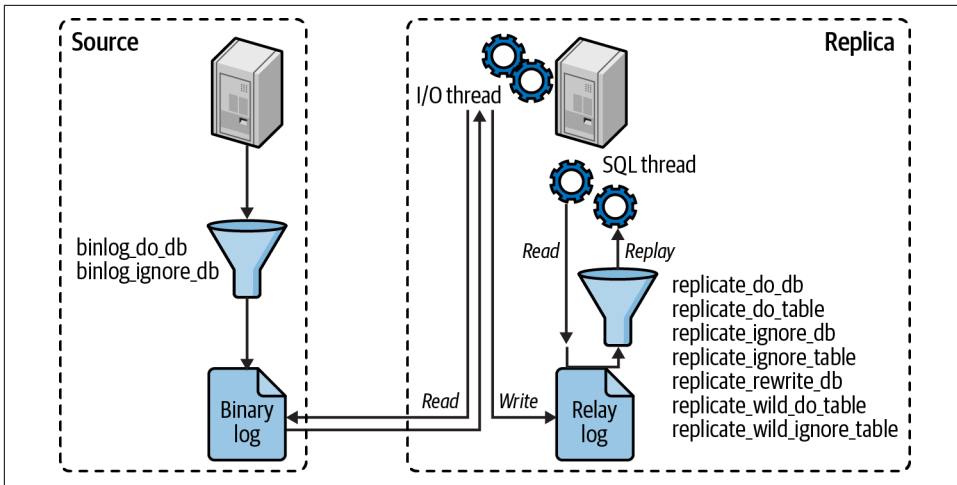 Source
Replica
I/O thread
SQL thread
binlog_do_db
binlog_ignore_db
Read
Replay
replicate_do_db
replicate_do_table
replicate_ignore_db
replicate_ignore_table
replicate_rewrite_db
replicate_wild_do_table
replicate_wild_ignore_table
Binary
log
Read
Write
Relay
log